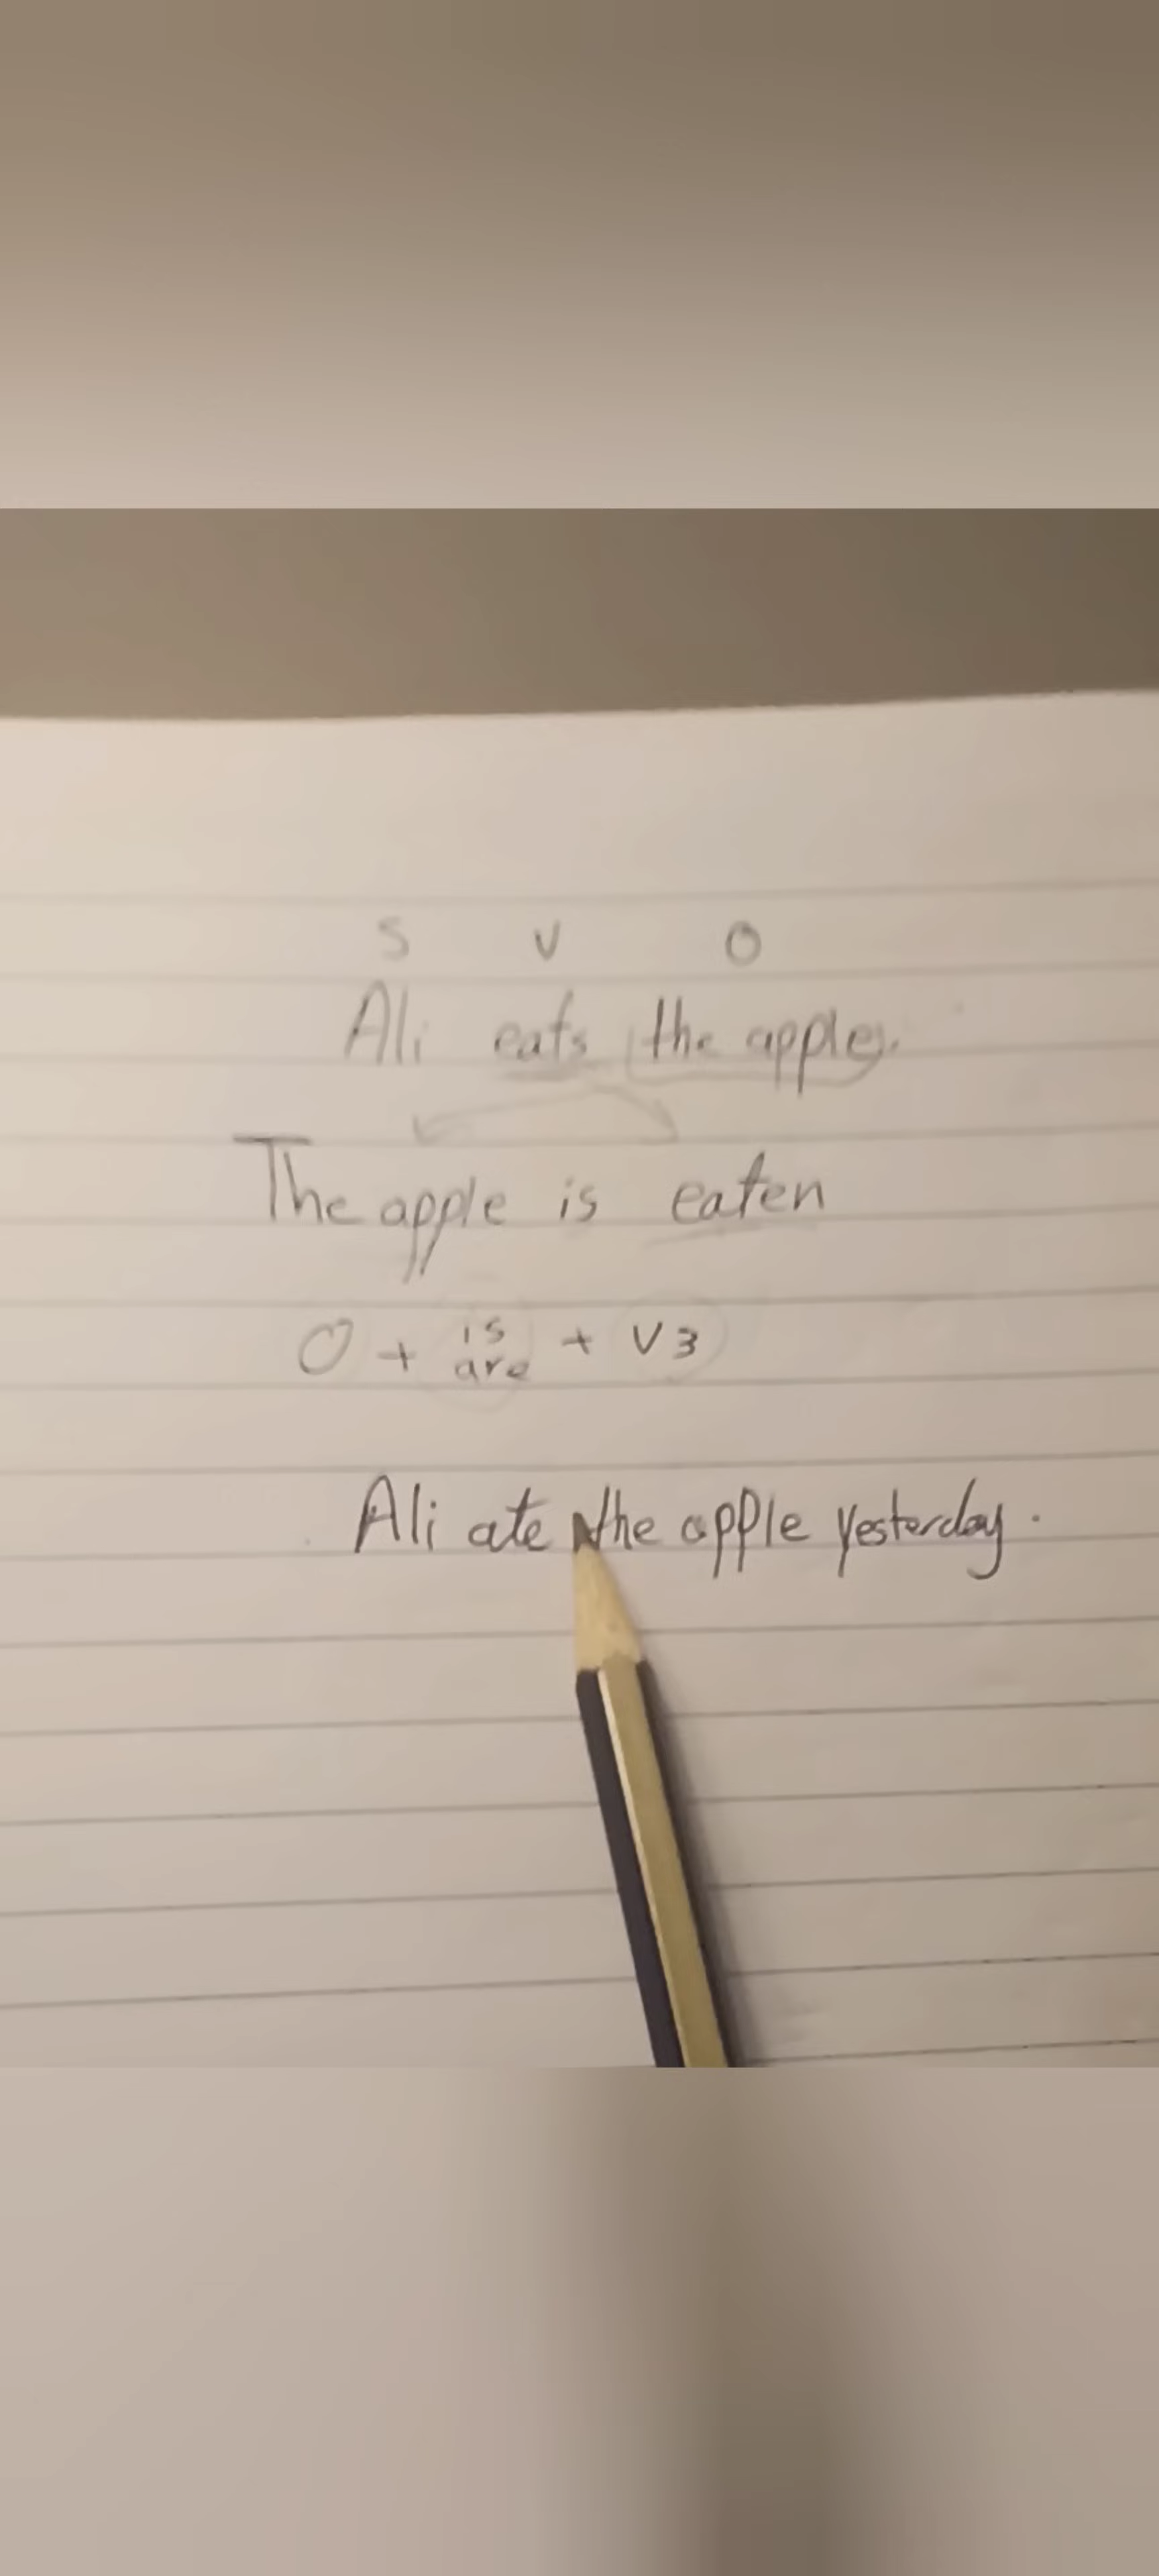 S V O
Ali eats the apple.
The apple is eaten
O + is are + V3
Ali ate the apple yesterday.